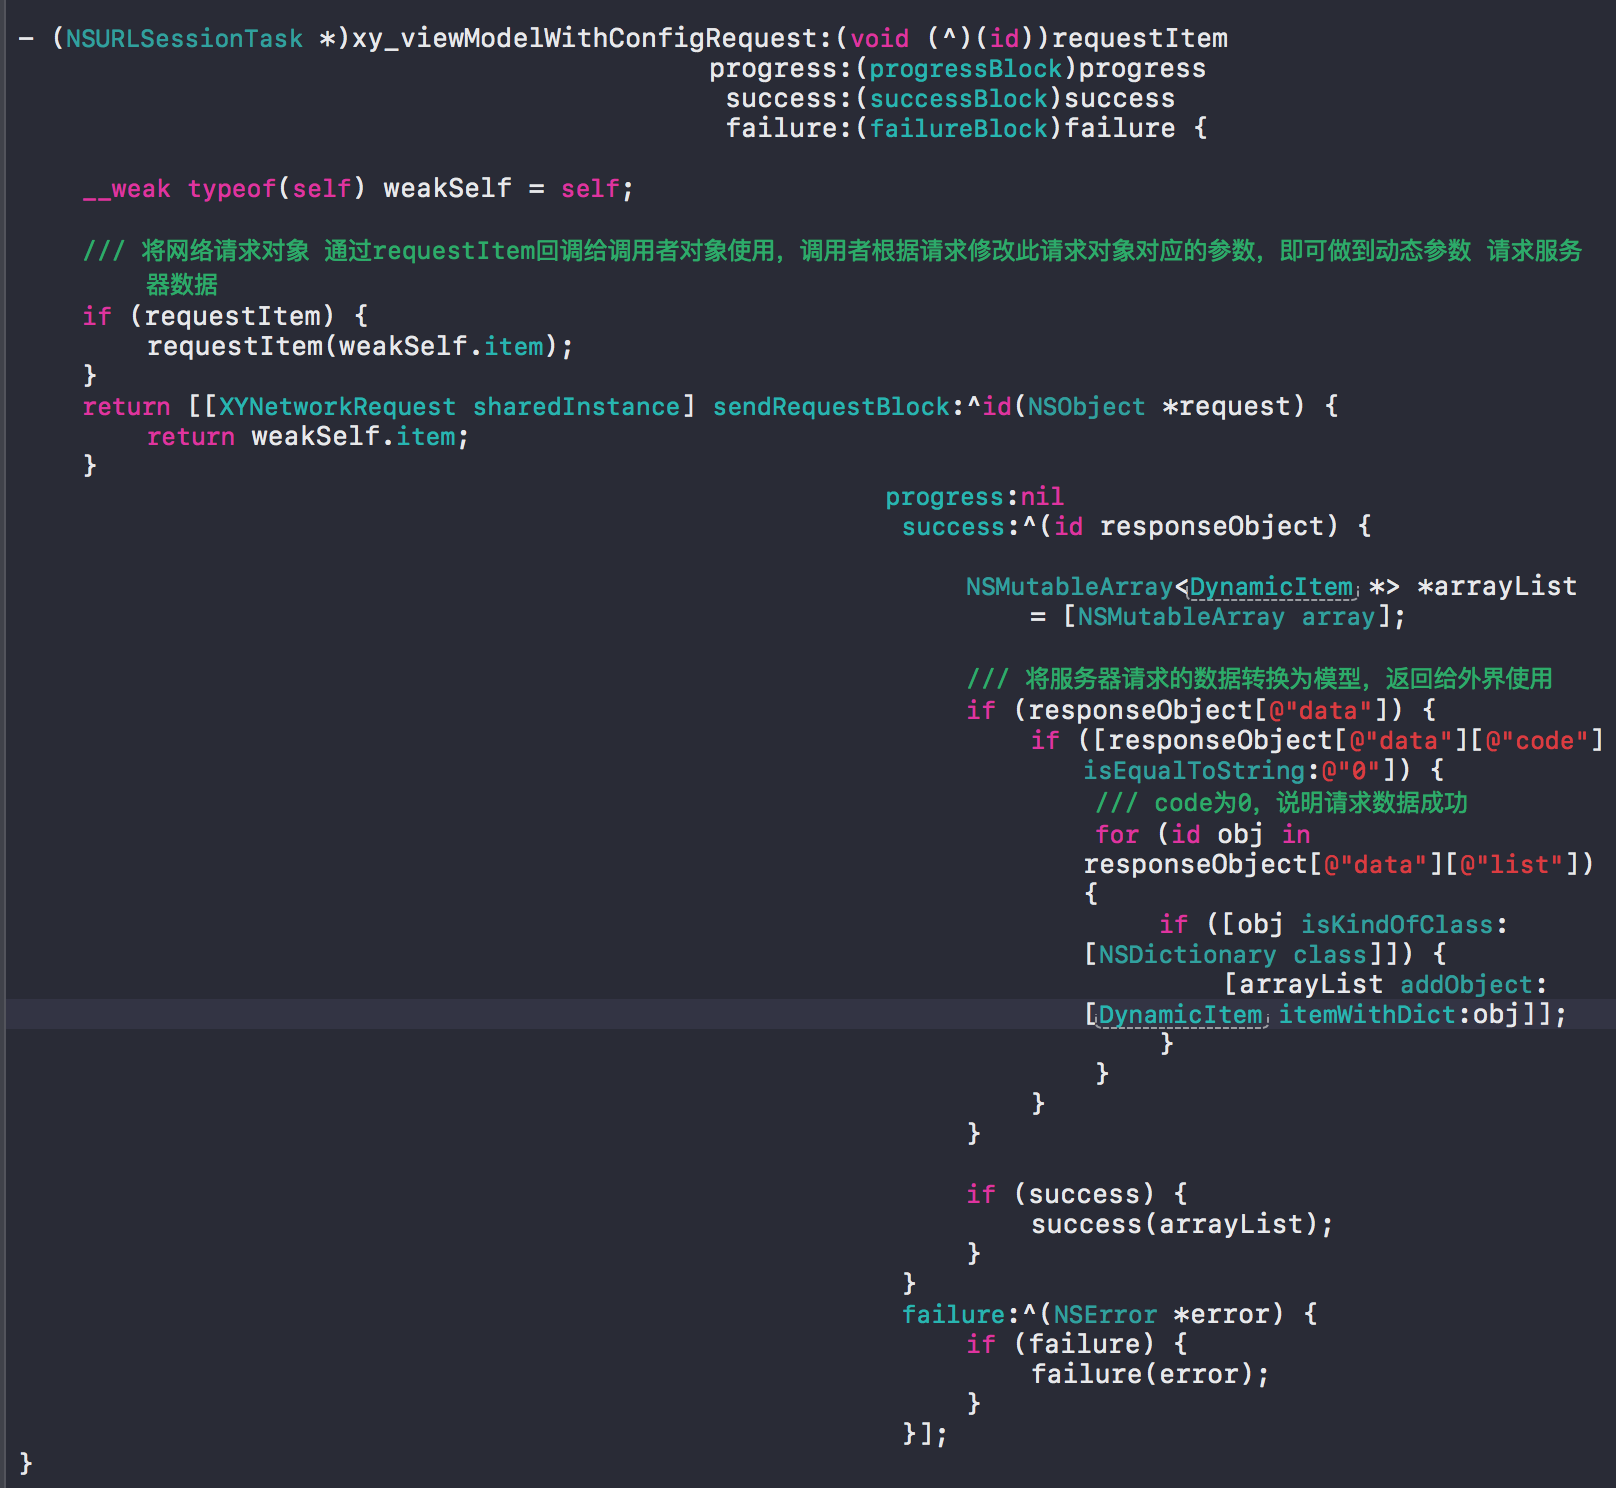 - (NSURLSessionTask *)xy_viewModelWithConfigRequest:(void (^)(id))requestItem
progress:(progressBlock)progress
success:(successBlock)success
failure:(failureBlock)failure {
__weak typeof(self) weakSelf = self;
/// 将网络请求对象 通过requestItem回调给调用者对象使用，调用者根据请求修改此请求对象对应的参数，即可做到动态参数 请求服务
器数据
if (requestItem) {
requestItem(weakSelf.item);
}
return [[XYNetworkRequest sharedInstance] sendRequestBlock:^id(NSObject *request) {
return weakSelf.item;
}
progress:nil
success:^(id responseObject) {
NSMutableArray<DynamicItem *> *arrayList
= [NSMutableArray array];
/// 将服务器请求的数据转换为模型，返回给外界使用
if (responseObject[@"data"]) {
if ([responseObject[@"data"][@"code"]
isEqualToString:@"0"]) {
/// code为0，说明请求数据成功
for (id obj in
responseObject[@"data"][@"list"])
{
if ([obj isKindOfClass:
[NSDictionary class]]) {
[arrayList addObject:
[DynamicItem itemWithDict:obj]];
}
}
}
}
if (success) {
success(arrayList);
}
}
failure:^(NSError *error) {
if (failure) {
failure(error);
}
}];
}